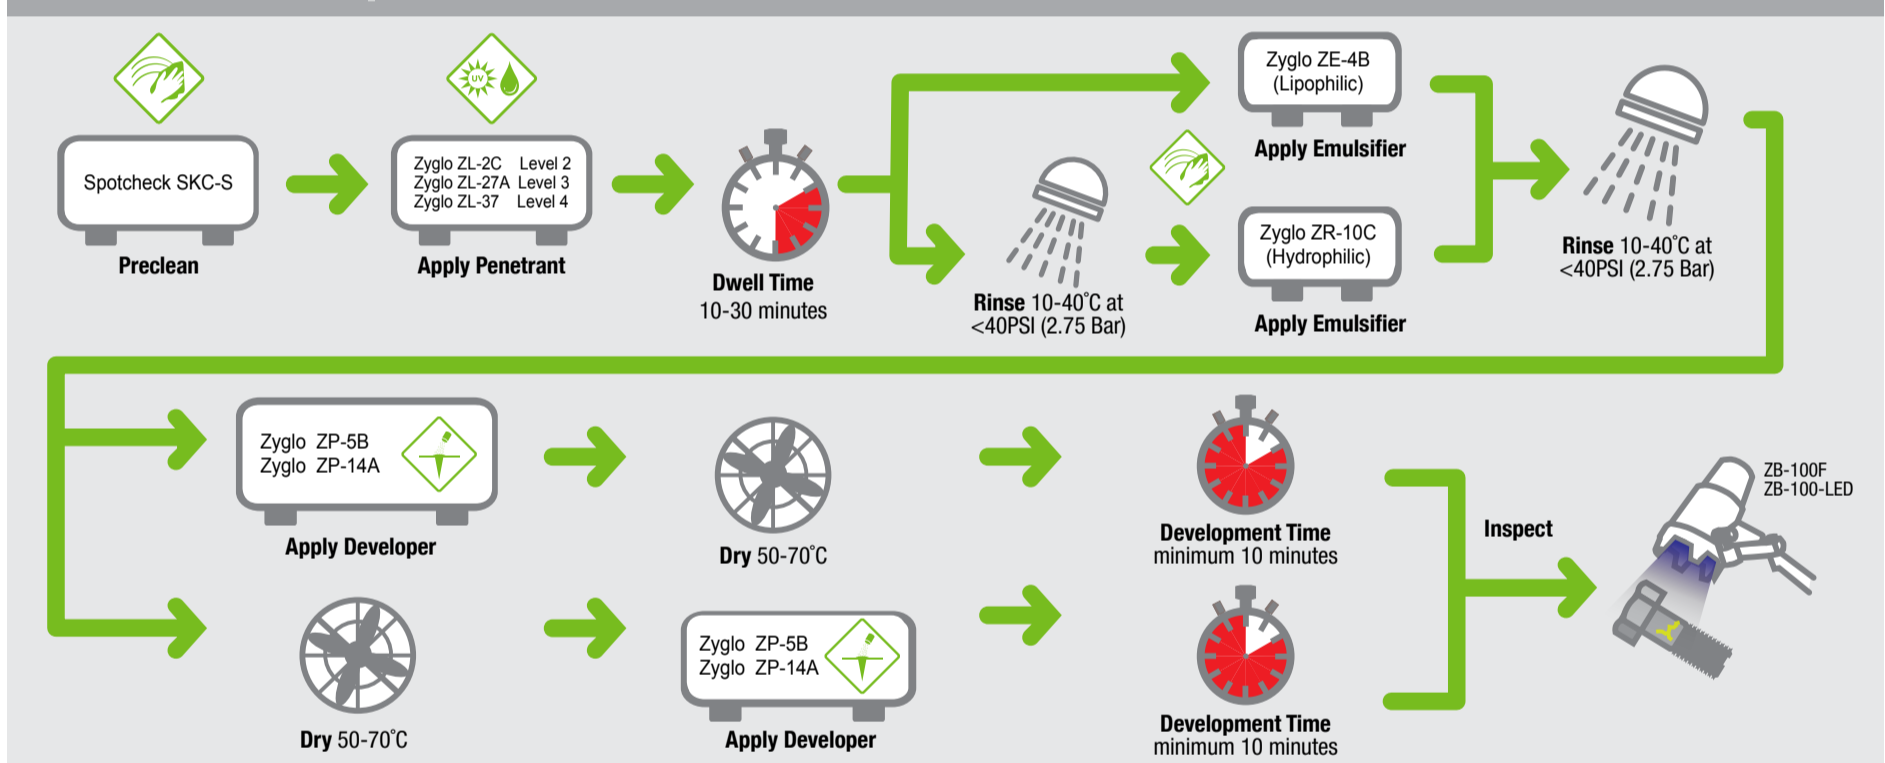 Spotcheck SKC-S
Preclean
UV
Zyglo ZL-2C Level 2
Zyglo ZL-27A Level 3
Zyglo ZL-37 Level 4
Apply Penetrant
Dwell Time
10-30 minutes
Zyglo ZE-4B
(Lipophilic)
Apply Emulsifier
Rinse 10-40°C at
<40PSI (2.75 Bar)
Zyglo ZR-10C
(Hydrophilic)
Apply Emulsifier
Rinse 10-40°C at
<40PSI (2.75 Bar)
Zyglo ZP-5B
Zyglo ZP-14A
Apply Developer
Dry 50-70°C
Development Time
minimum 10 minutes
Dry 50-70°C
Zyglo ZP-5B
Zyglo ZP-14A
Apply Developer
Development Time
minimum 10 minutes
Inspect
ZB-100F
ZB-100-LED